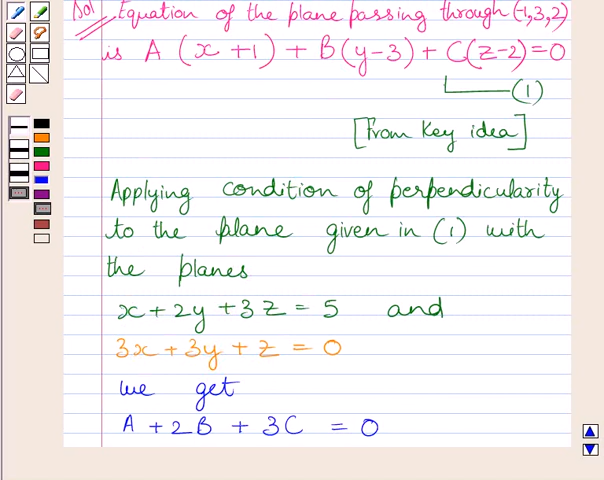 Sol Equation of the plane passing through (-1,3,2)
is A (x+1) + B(y-3) + C(z-2)=0
(1)
[From Key idea]
Applying condition of perpendicularity
to the plane given in (1) with
the planes
x+2y+3z = 5 and
3x+3y+z = 0
we get
A+2B+3C = 0